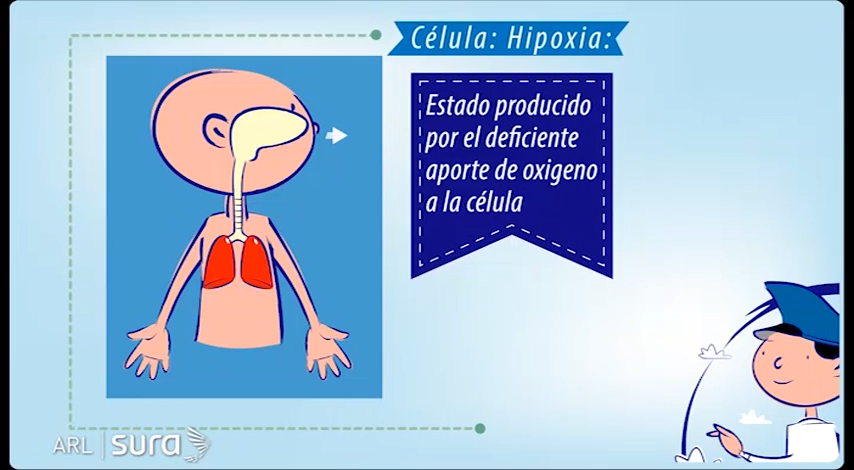 Célula: Hipoxia:
Estado producido
por el deficiente
aporte de oxigeno
a la célula
ARL | sura